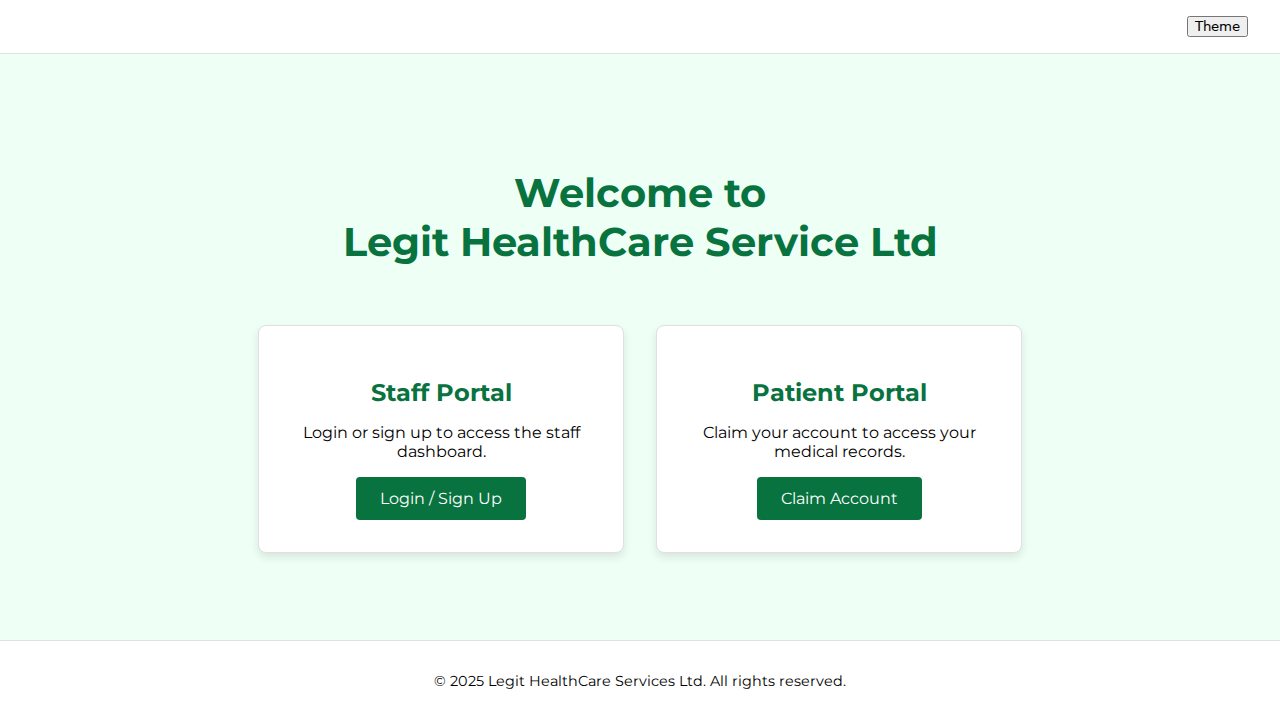 Theme
Welcome to
Legit HealthCare Service Ltd
Staff Portal
Login or sign up to access the staff
dashboard.
Login / Sign Up
Patient Portal
Claim your account to access your
medical records.
Claim Account
© 2025 Legit HealthCare Services Ltd. All rights reserved.